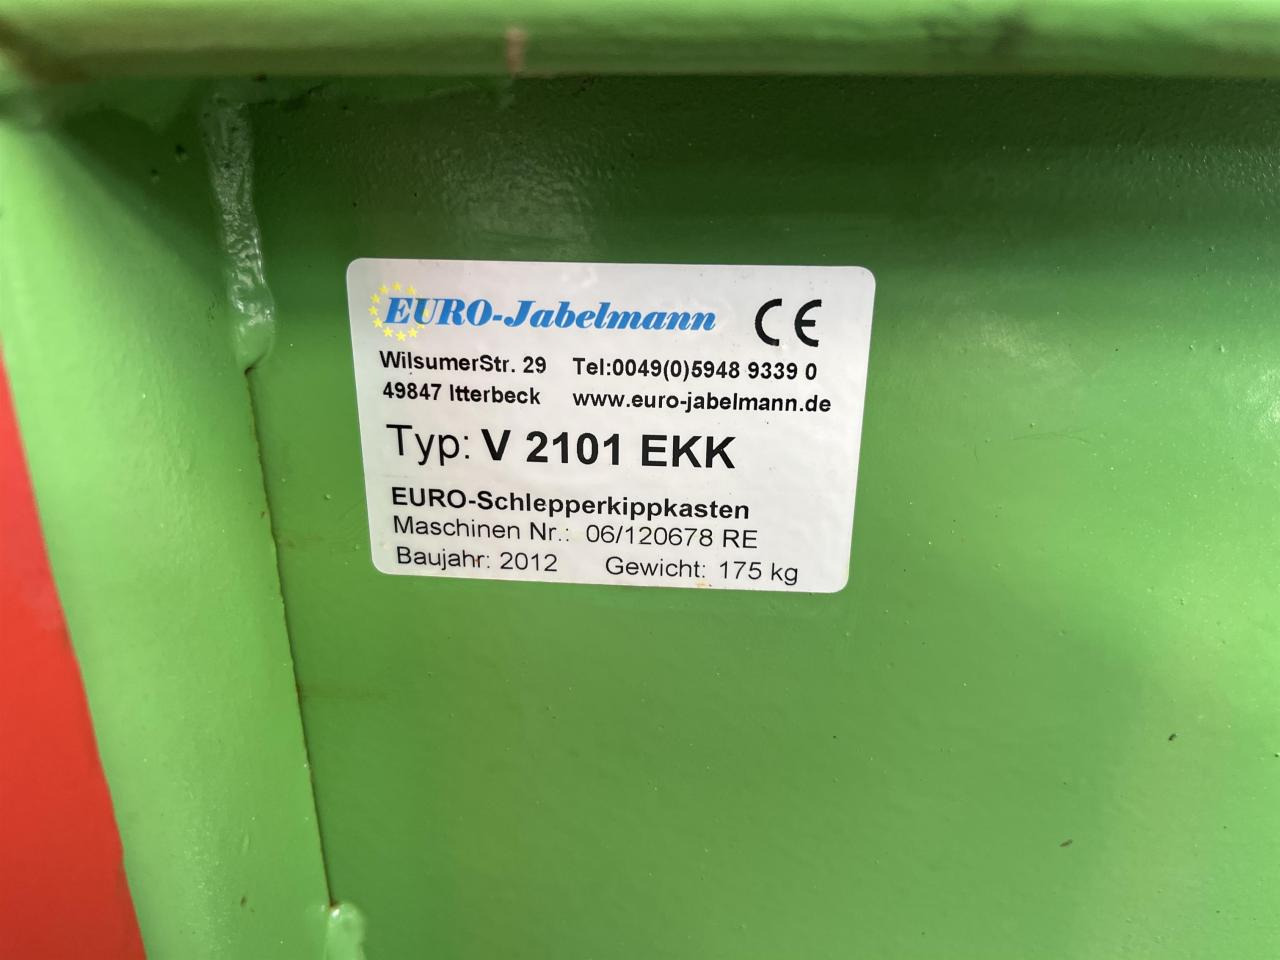 EURO-Jabelmann CE
WilsumerStr. 29 Tel:0049(0)5948 9339 0
49847 Itterbeck www.euro-jabelmann.de
Typ: V 2101 EKK
EURO-Schlepperkippkasten
Maschinen Nr.: 06/120678 RE
Baujahr: 2012 Gewicht: 175 kg